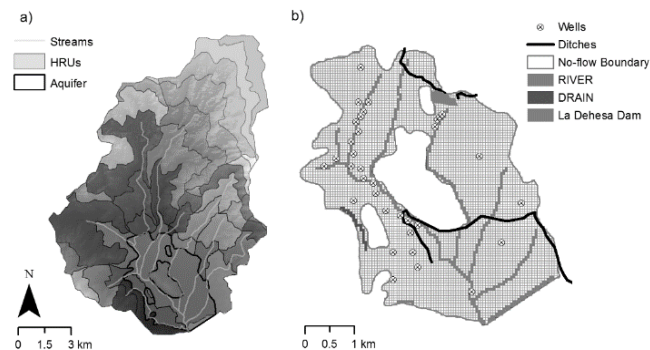 a)
Streams
HRUs
Aquifer
N
0 1.5 3 km
b)
Wells
Ditches
No-flow Boundary
RIVER
DRAIN
La Dehesa Dam
0 0.5 1 km